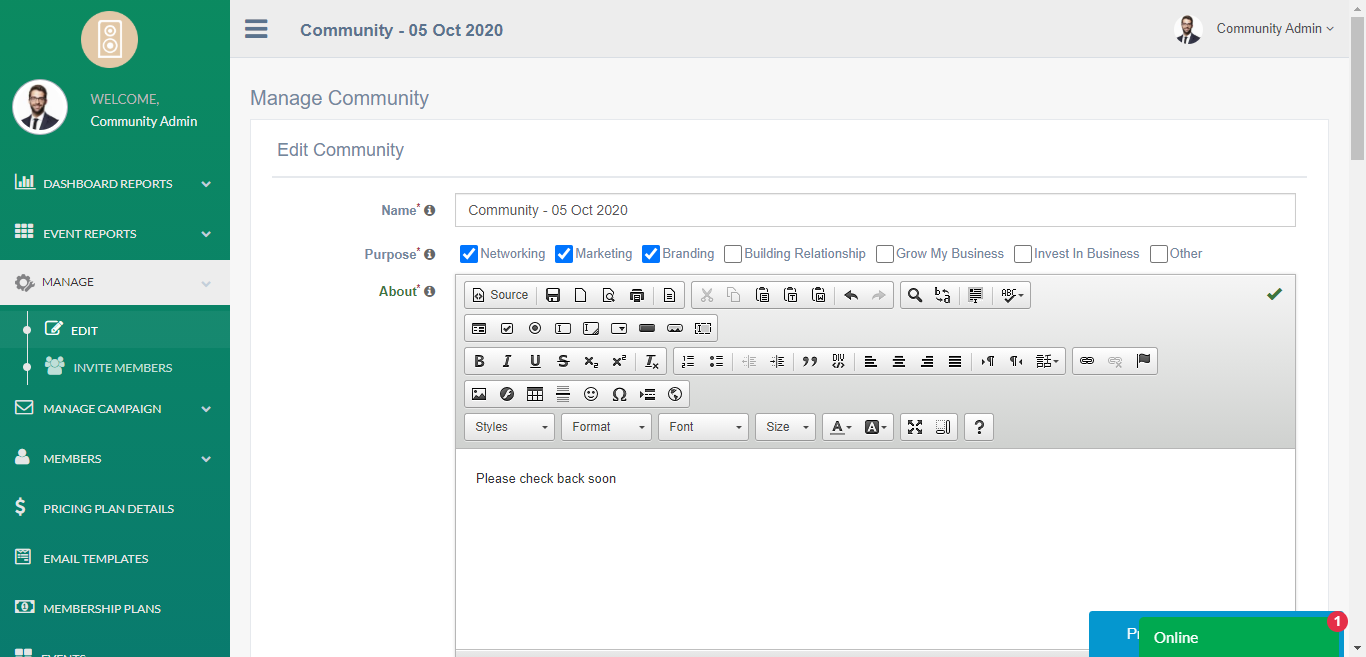 Community - 05 Oct 2020
Community Admin
WELCOME,
Community Admin
DASHBOARD REPORTS
EVENT REPORTS
MANAGE
EDIT
INVITE MEMBERS
MANAGE CAMPAIGN
MEMBERS
PRICING PLAN DETAILS
EMAIL TEMPLATES
MEMBERSHIP PLANS
EVENTS
Manage Community
Edit Community
Name*
Community - 05 Oct 2020
Purpose*
Networking Marketing Branding Building Relationship Grow My Business Invest In Business Other
About*
Source
Styles Format Font Size
Please check back soon
Online
1